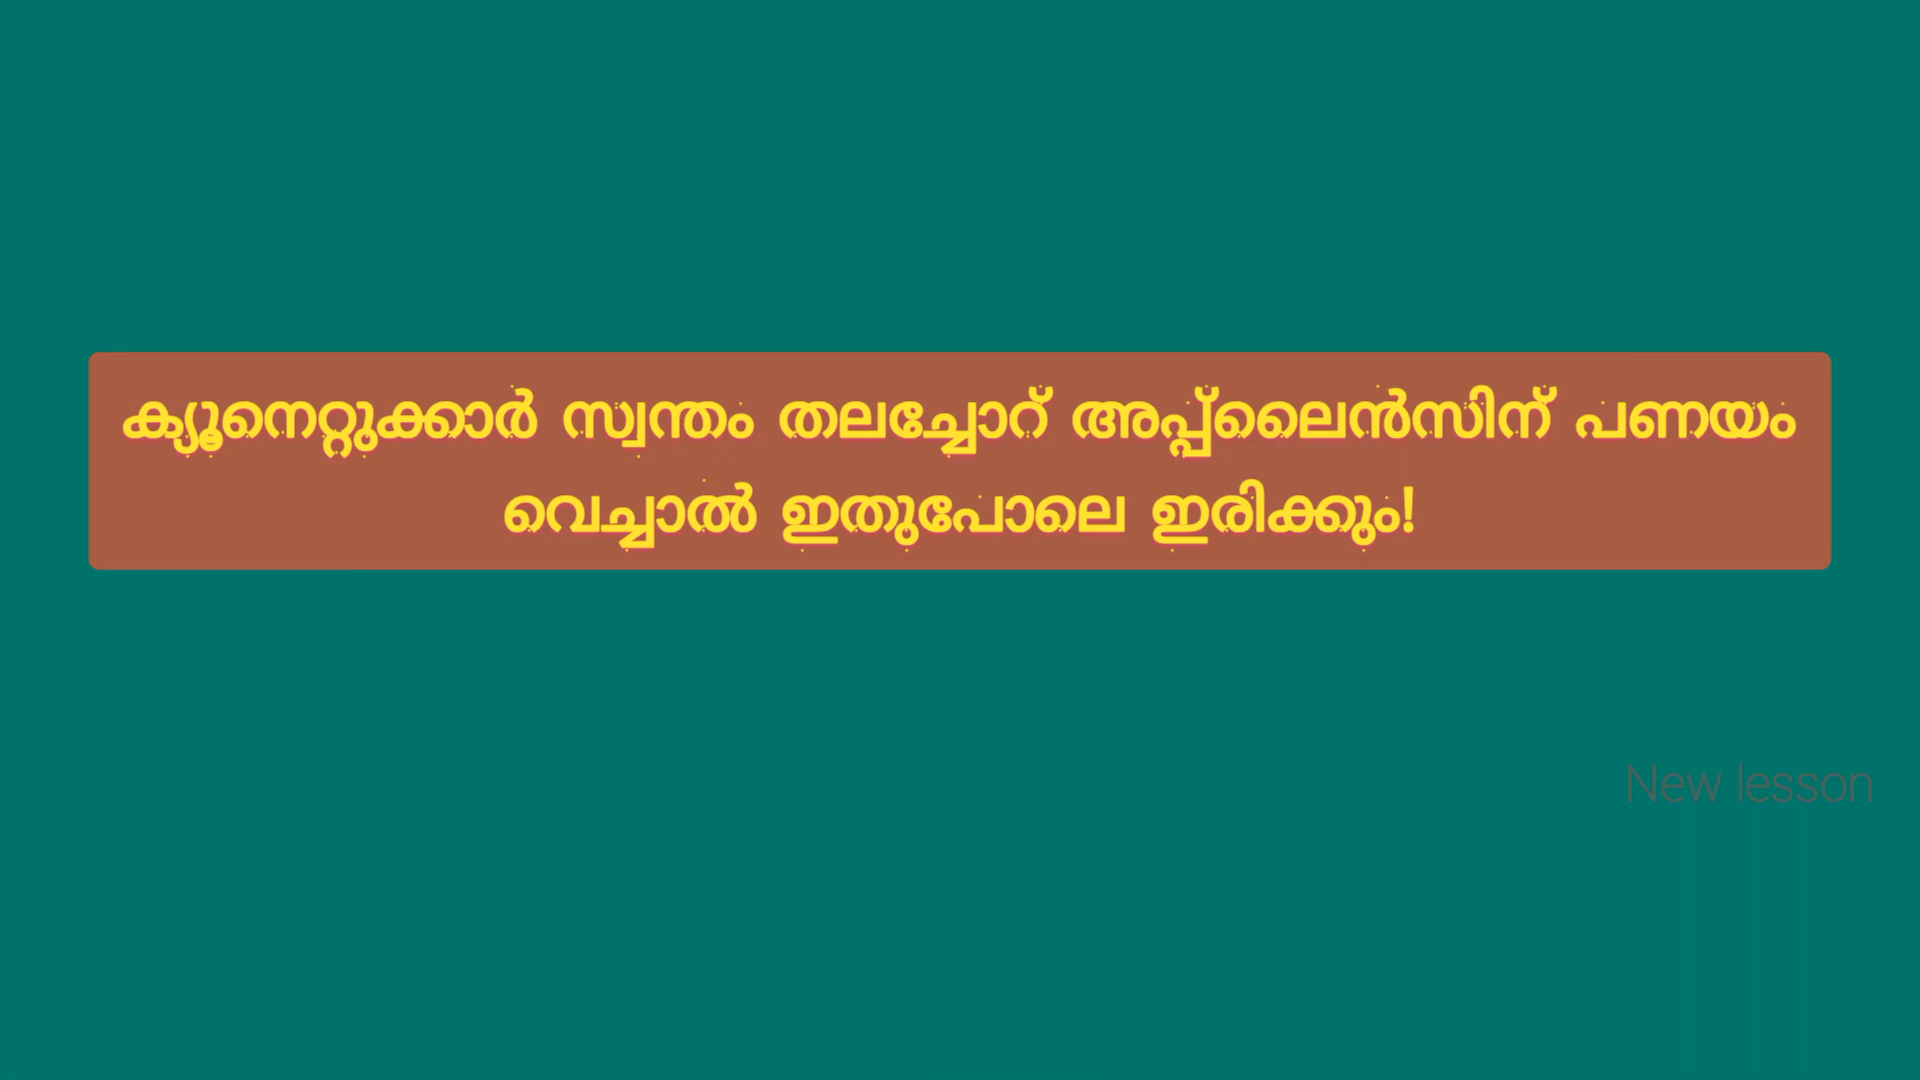 ക്യൂനെറ്റുക്കാർ സ്വന്തം തലച്ചോറ് അപ്പ്ലൈൻസിന് പണയം
വെച്ചാൽ ഇതുപോലെ ഇരിക്കും!
New lesson